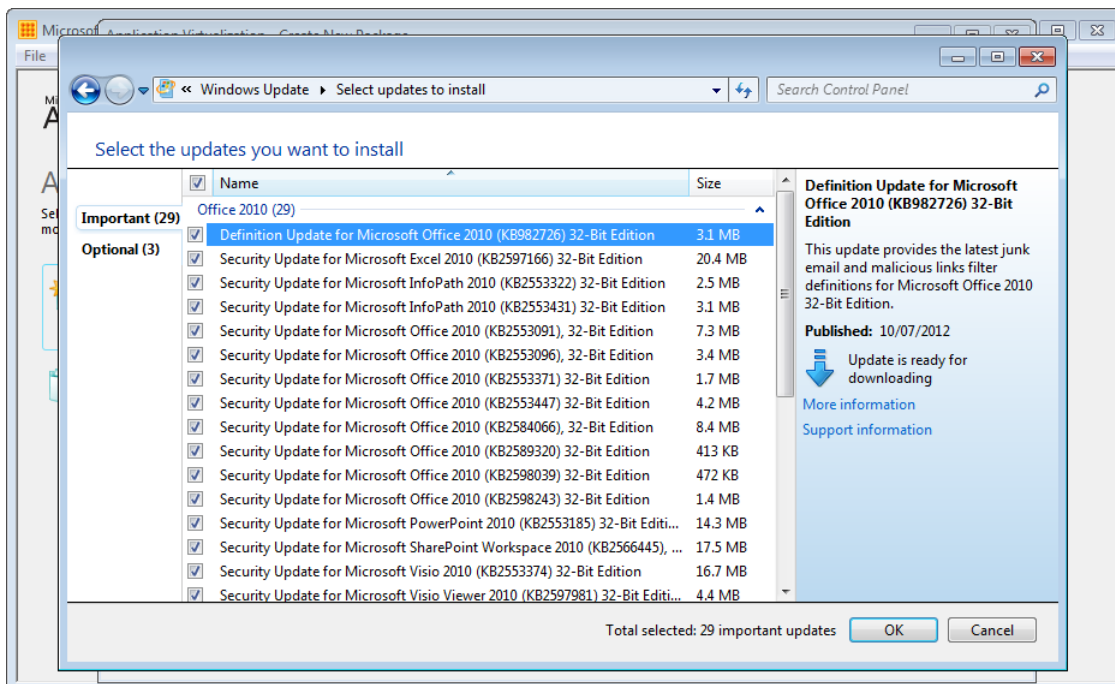 Microsof
Application Virtualization - Create New Package
File
Mi
A
A
Sel
mo
« Windows Update ▸ Select updates to install
Search Control Panel
Select the updates you want to install
Important (29)
Optional (3)
Name Size
Office 2010 (29)
Definition Update for Microsoft Office 2010 (KB982726) 32-Bit Edition 3.1 MB
Security Update for Microsoft Excel 2010 (KB2597166) 32-Bit Edition 20.4 MB
Security Update for Microsoft InfoPath 2010 (KB2553322) 32-Bit Edition 2.5 MB
Security Update for Microsoft InfoPath 2010 (KB2553431) 32-Bit Edition 3.1 MB
Security Update for Microsoft Office 2010 (KB2553091), 32-Bit Edition 7.3 MB
Security Update for Microsoft Office 2010 (KB2553096), 32-Bit Edition 3.4 MB
Security Update for Microsoft Office 2010 (KB2553371) 32-Bit Edition 1.7 MB
Security Update for Microsoft Office 2010 (KB2553447) 32-Bit Edition 4.2 MB
Security Update for Microsoft Office 2010 (KB2584066), 32-Bit Edition 8.4 MB
Security Update for Microsoft Office 2010 (KB2589320) 32-Bit Edition 413 KB
Security Update for Microsoft Office 2010 (KB2598039) 32-Bit Edition 472 KB
Security Update for Microsoft Office 2010 (KB2598243) 32-Bit Edition 1.4 MB
Security Update for Microsoft PowerPoint 2010 (KB2553185) 32-Bit Editi... 14.3 MB
Security Update for Microsoft SharePoint Workspace 2010 (KB2566445), ... 17.5 MB
Security Update for Microsoft Visio 2010 (KB2553374) 32-Bit Edition 16.7 MB
Security Update for Microsoft Visio Viewer 2010 (KB2597981) 32-Bit Editi... 4.4 MB
Definition Update for Microsoft
Office 2010 (KB982726) 32-Bit
Edition
This update provides the latest junk
email and malicious links filter
definitions for Microsoft Office 2010
32-Bit Edition.
Published: 10/07/2012
Update is ready for
downloading
More information
Support information
Total selected: 29 important updates
OK
Cancel